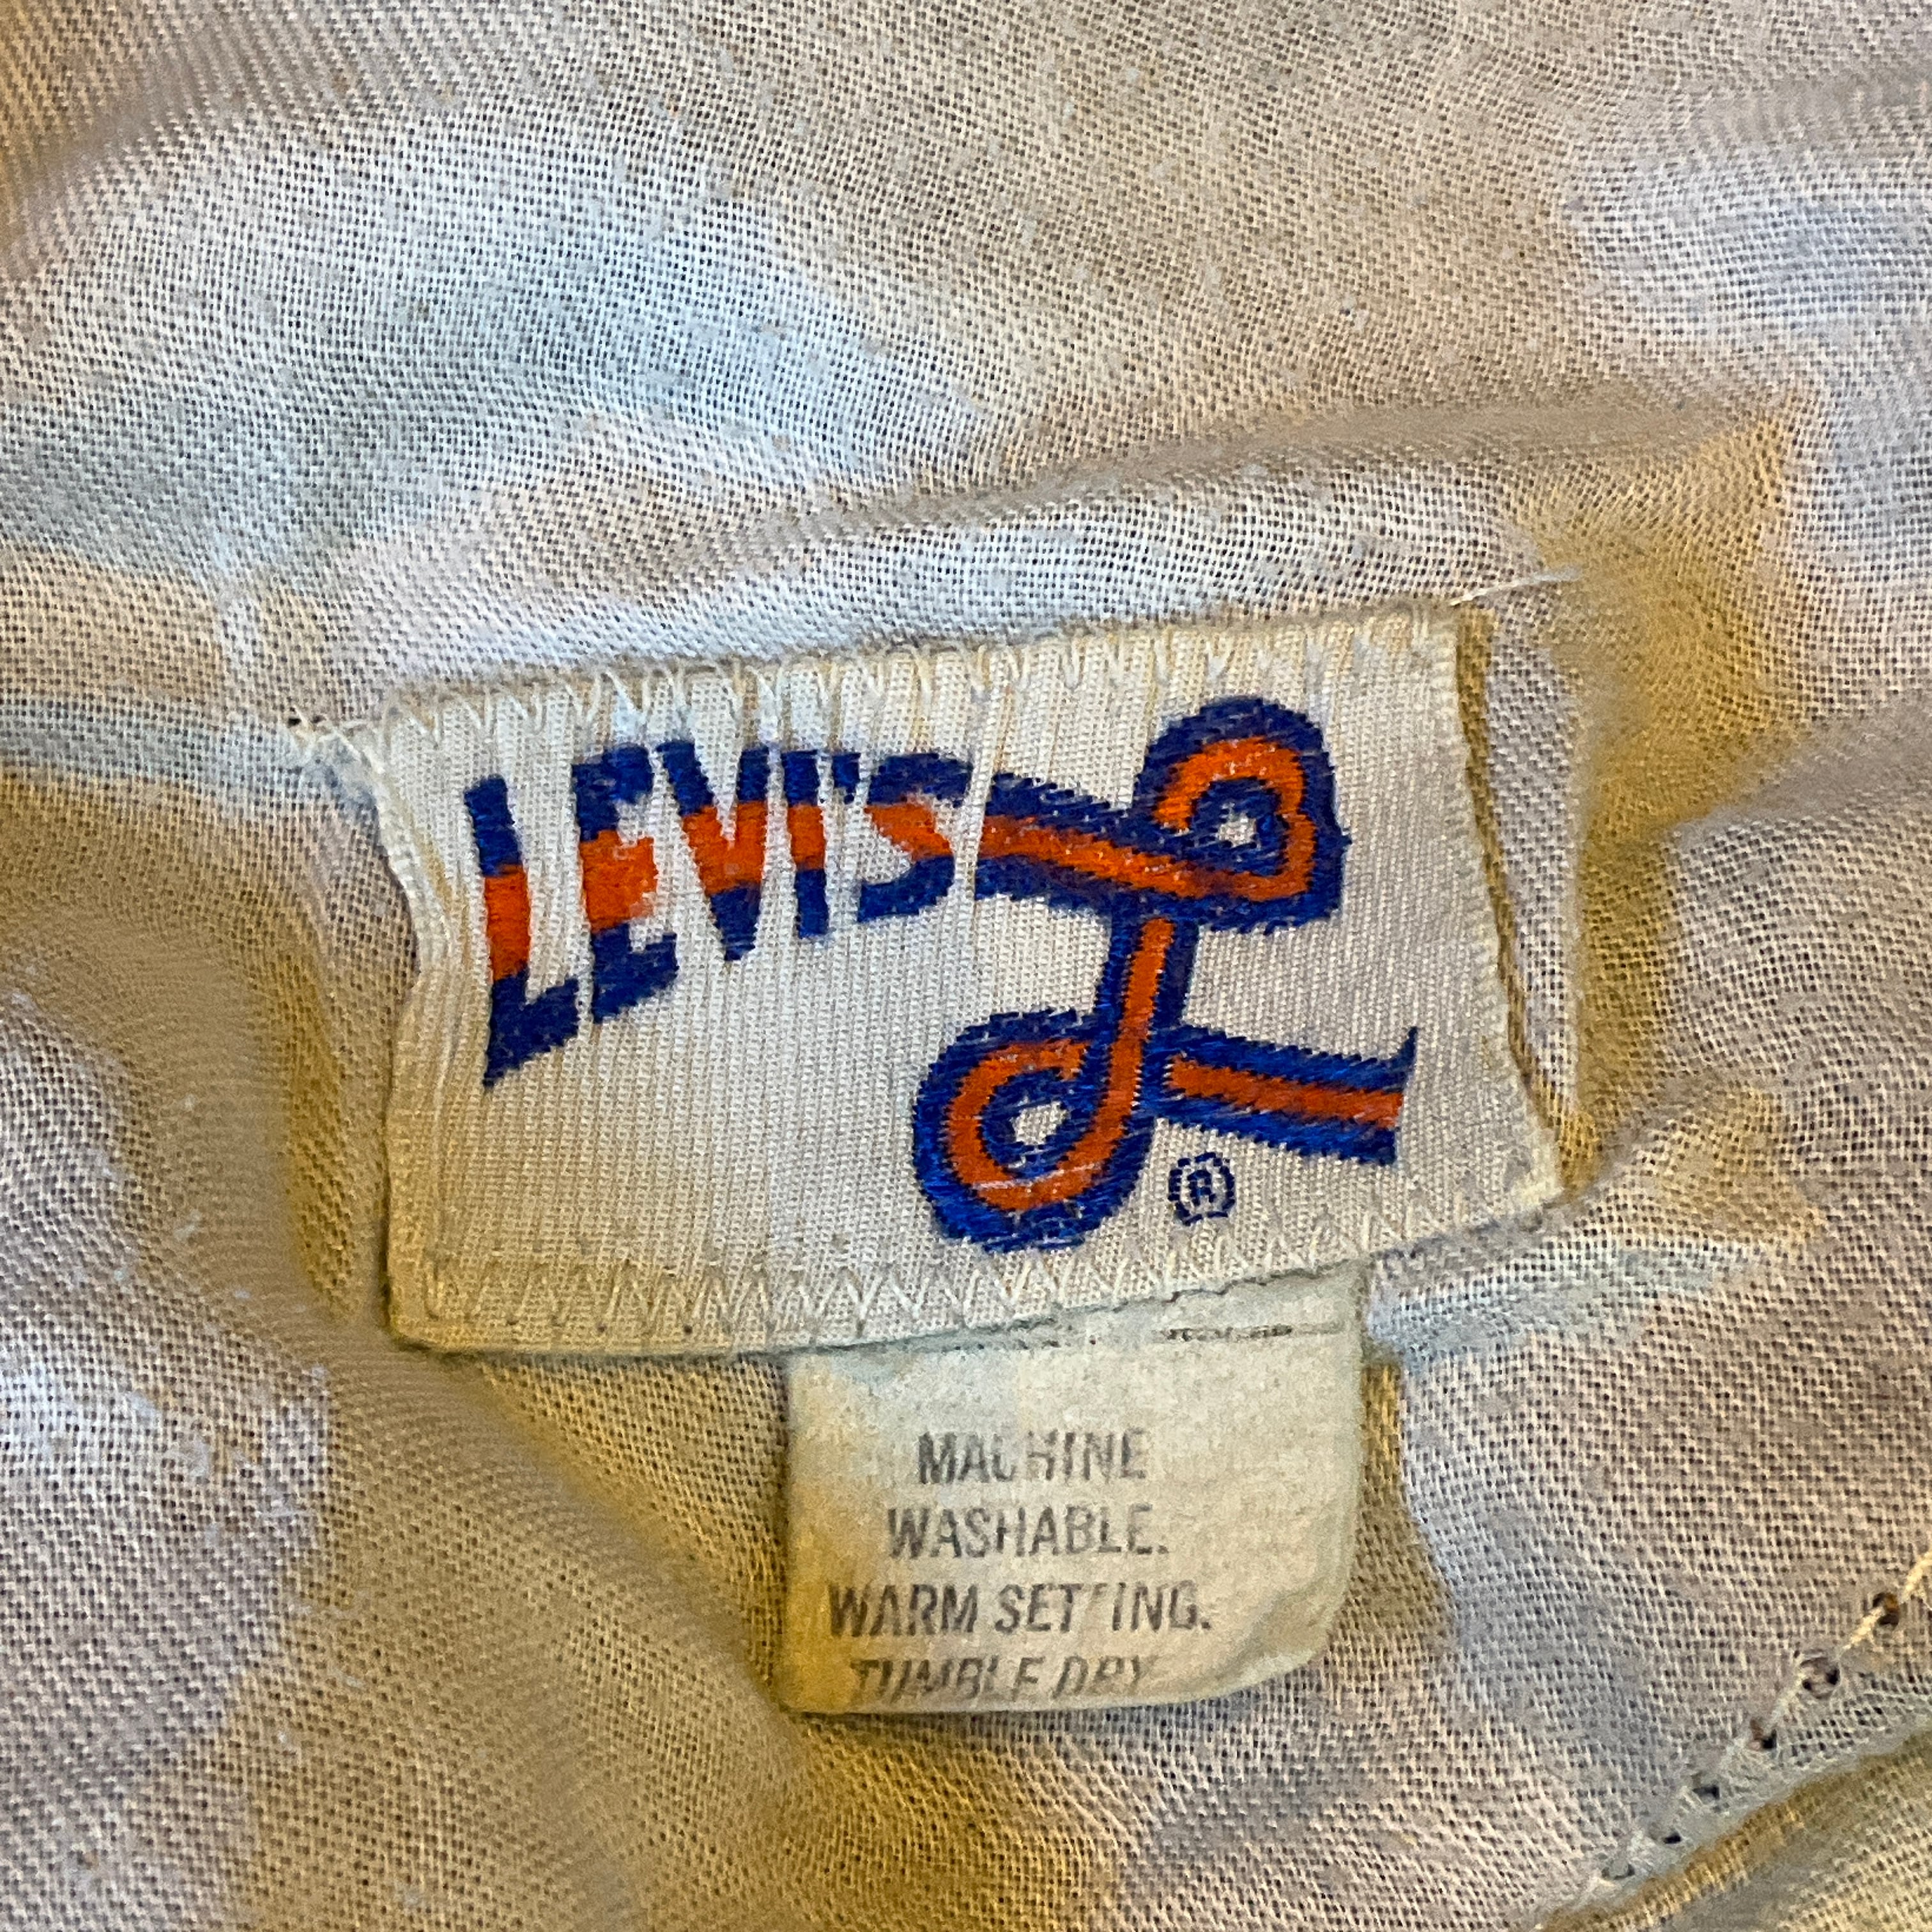 LEVI'S L
®
MACHINE
WASHABLE.
WARM SETTING.
TUMBLE DRY